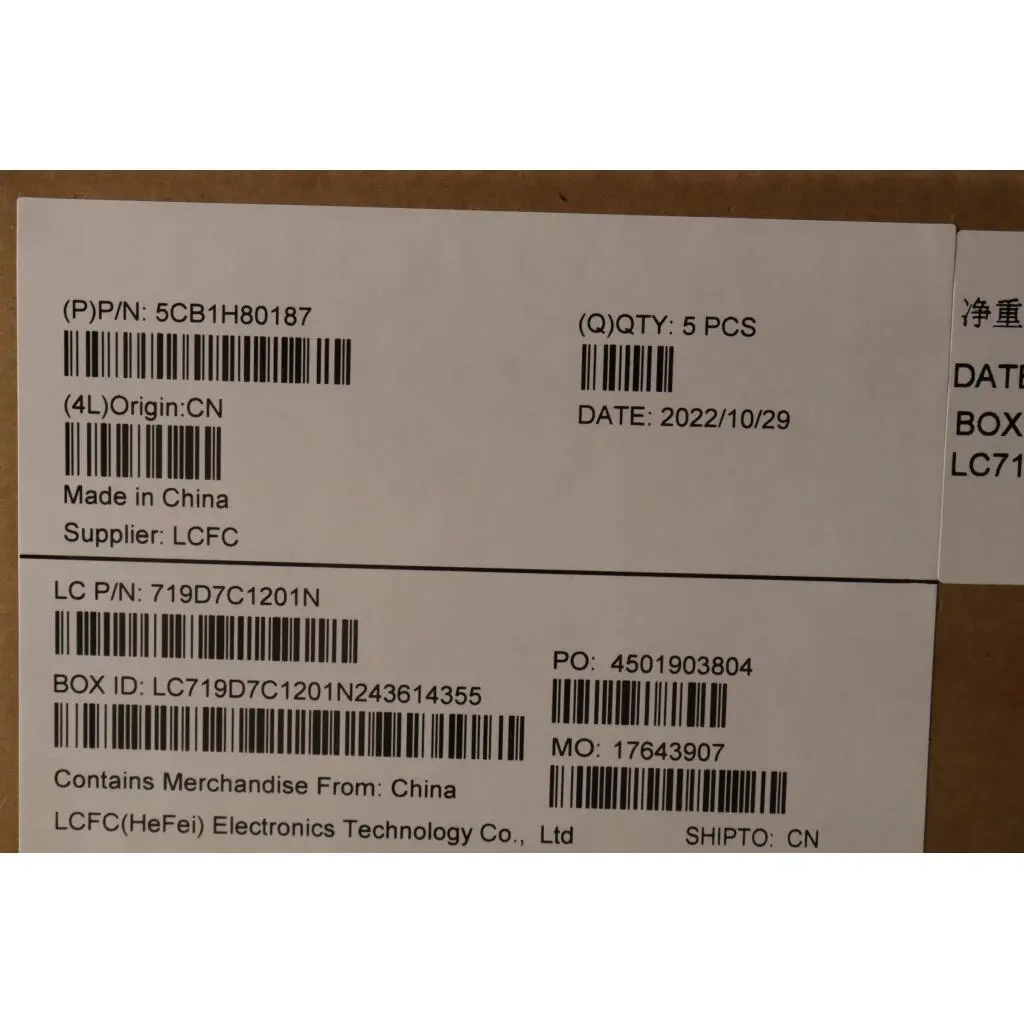 (P)P/N: 5CB1H80187
(4L)Origin:CN
Made in China
Supplier: LCFC
(Q)QTY: 5 PCS
DATE: 2022/10/29
LC P/N: 719D7C1201N
BOX ID: LC719D7C1201N243614355
Contains Merchandise From: China
LCFC(HeFei) Electronics Technology Co., Ltd
PO: 4501903804
MO: 17643907
SHIPTO: CN
净重
DATE
BOX
LC71